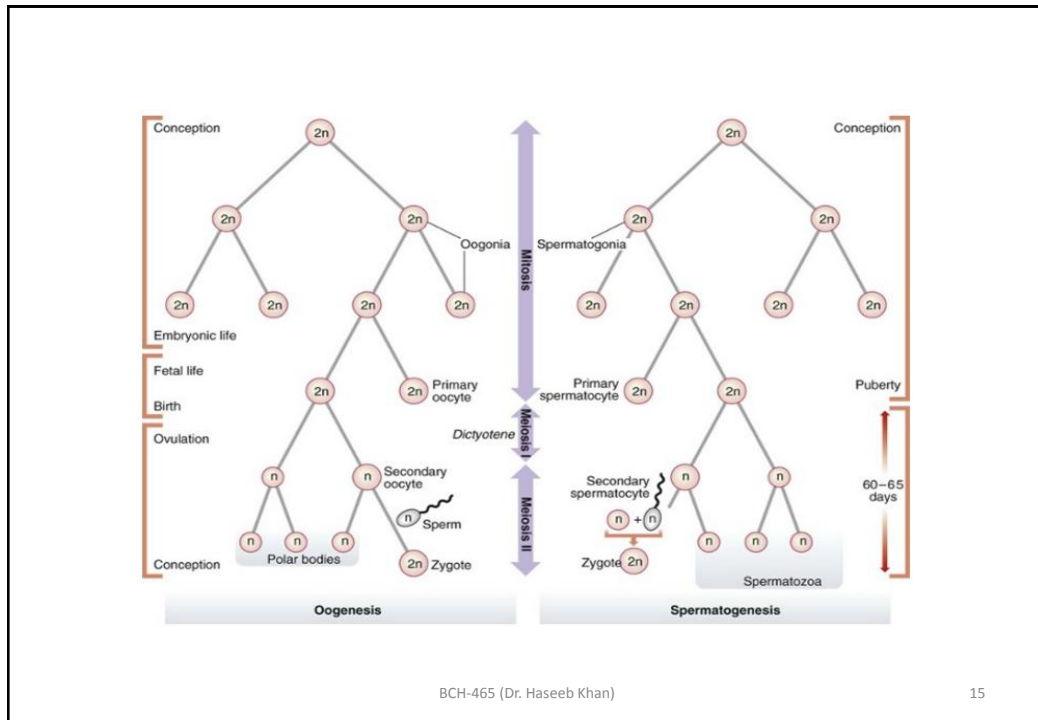 Conception
2n
2n
Conception
2n
2n
2n
2n
Oogonia
Mitosis
Spermatogonia
2n
2n
2n
2n
2n
2n
2n
2n
Embryonic life
Fetal life
2n
2n
Primary
oocyte
Primary
spermatocyte
2n
2n
Puberty
Birth
Ovulation
Dictyotene
Meiosis I
n
n
Secondary
oocyte
Secondary
spermatocyte
n
n
60–65
days
n
Sperm
Meiosis II
n
+
n
n
n
n
n
n
n
Polar bodies
Conception
2n
Zygote
Zygote
2n
Spermatozoa
Oogenesis
Spermatogenesis
BCH-465 (Dr. Haseeb Khan)
15